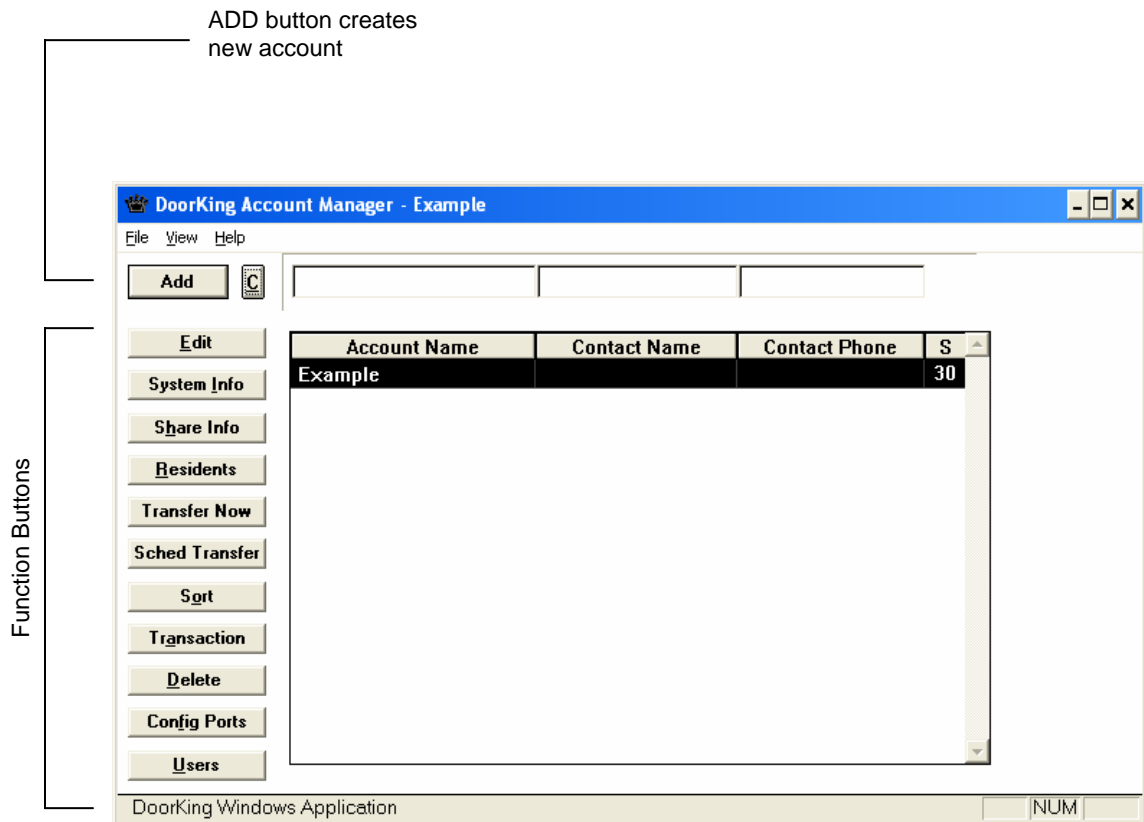 ADD button creates
new account
DoorKing Account Manager - Example
File View Help
Add C
Function Buttons
Edit
System Info
Share Info
Residents
Transfer Now
Sched Transfer
Sort
Transaction
Delete
Config Ports
Users
Account Name Contact Name Contact Phone S
Example 30
DoorKing Windows Application NUM